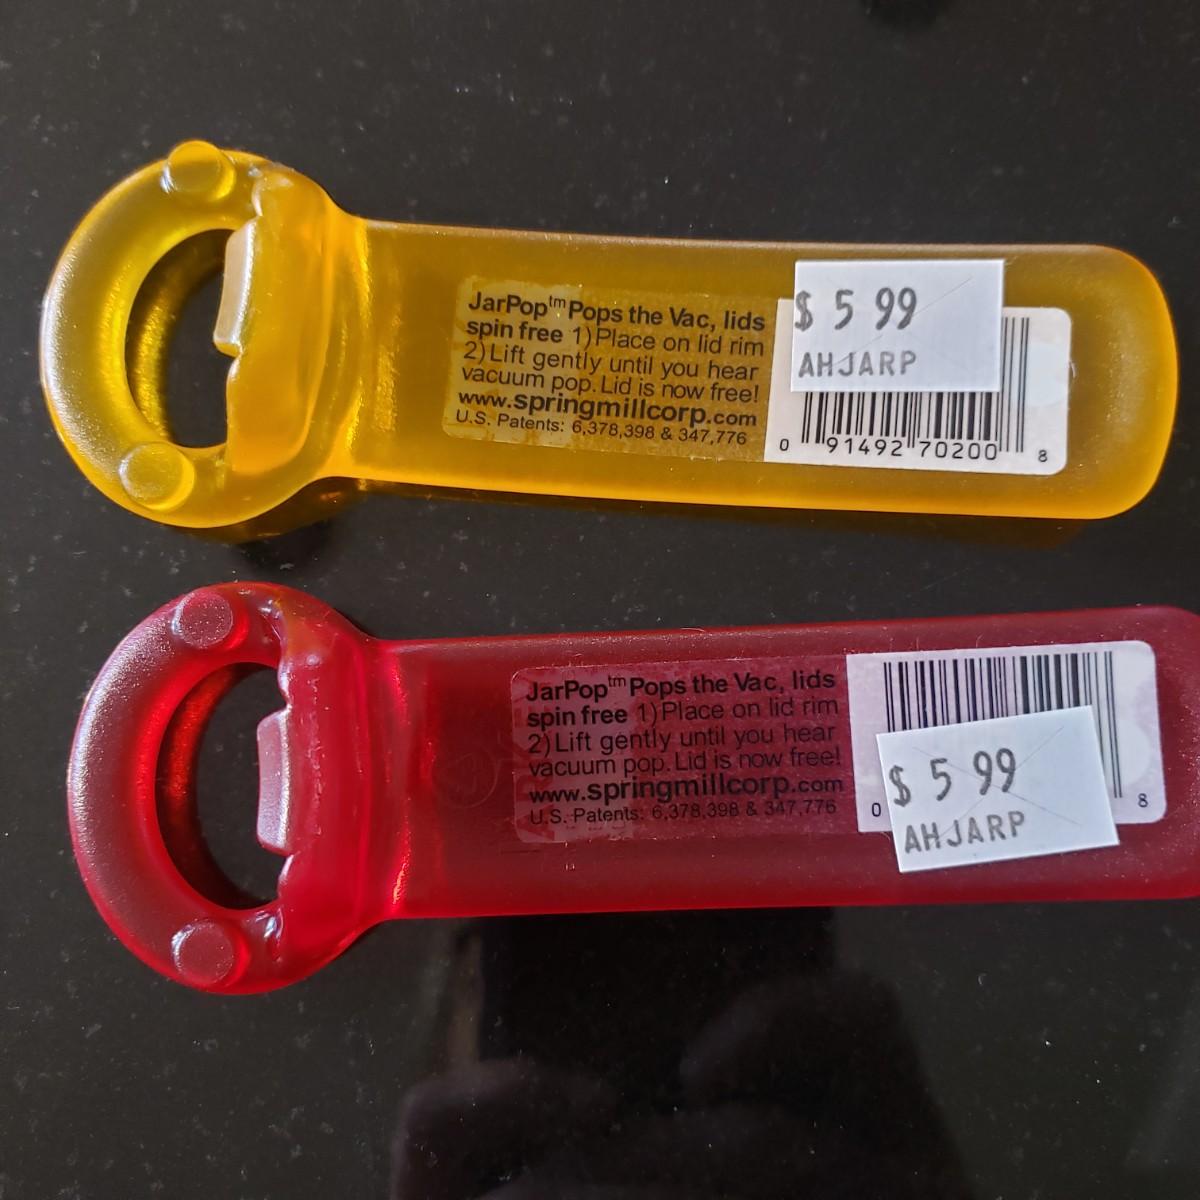 JarPop™ Pops the Vac, lids
spin free 1) Place on lid rim
2) Lift gently until you hear
vacuum pop. Lid is now free!
www.springmillcorp.com
U.S. Patents: 6,378,398 & 347,776
$ 5 99
AHJARP
0 91492 70200 8
JarPop™ Pops the Vac, lids
spin free 1) Place on lid rim
2) Lift gently until you hear
vacuum pop. Lid is now free!
www.springmillcorp.com
U.S. Patents: 6,378,398 & 347,776
$ 5 99
AHJARP
0 8